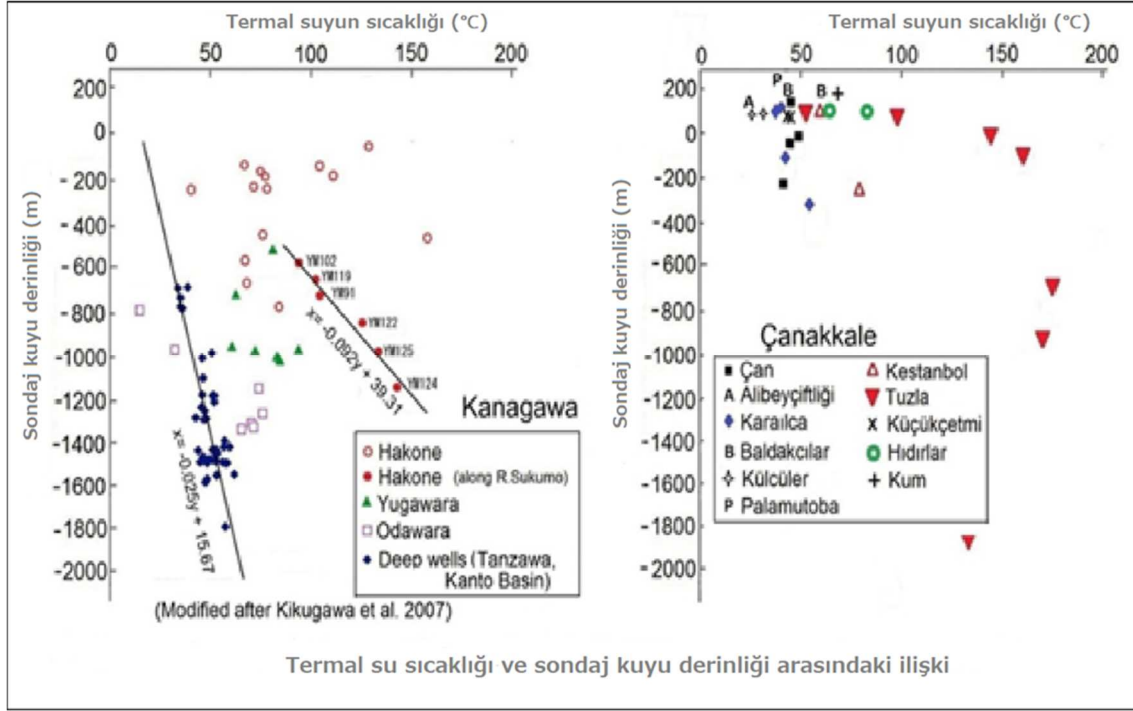 Termal suyun sıcaklığı (°C)
0 50 100 150 200
Sondaj kuyu derinliği (m)
200
0
-200
-400
-600
-800
-1000
-1200
-1400
-1600
-1800
-2000
YM102
YM119
YM91
YM122
YM125
YM124
x= -0.092y + 39.31
x= -0.025y + 15.67
Kanagawa
Hakone
Hakone (along R.Sukumo)
Yugawara
Odawara
Deep wells (Tanzawa,
Kanto Basin)
(Modified after Kikugawa et al. 2007)
Termal suyun sıcaklığı (°C)
0 50 100 150 200
Sondaj kuyu derinliği (m)
200
0
-200
-400
-600
-800
-1000
-1200
-1400
-1600
-1800
-2000
P
A B B
Çanakkale
Çan
A Alibeyçiftliği
Karaılca
B Baldakçılar
Külcüler
P Palamutoba
Kestanbol
Tuzla
Küçükçetmi
Hıdırlar
Kum
Termal su sıcaklığı ve sondaj kuyu derinliği arasındaki ilişki